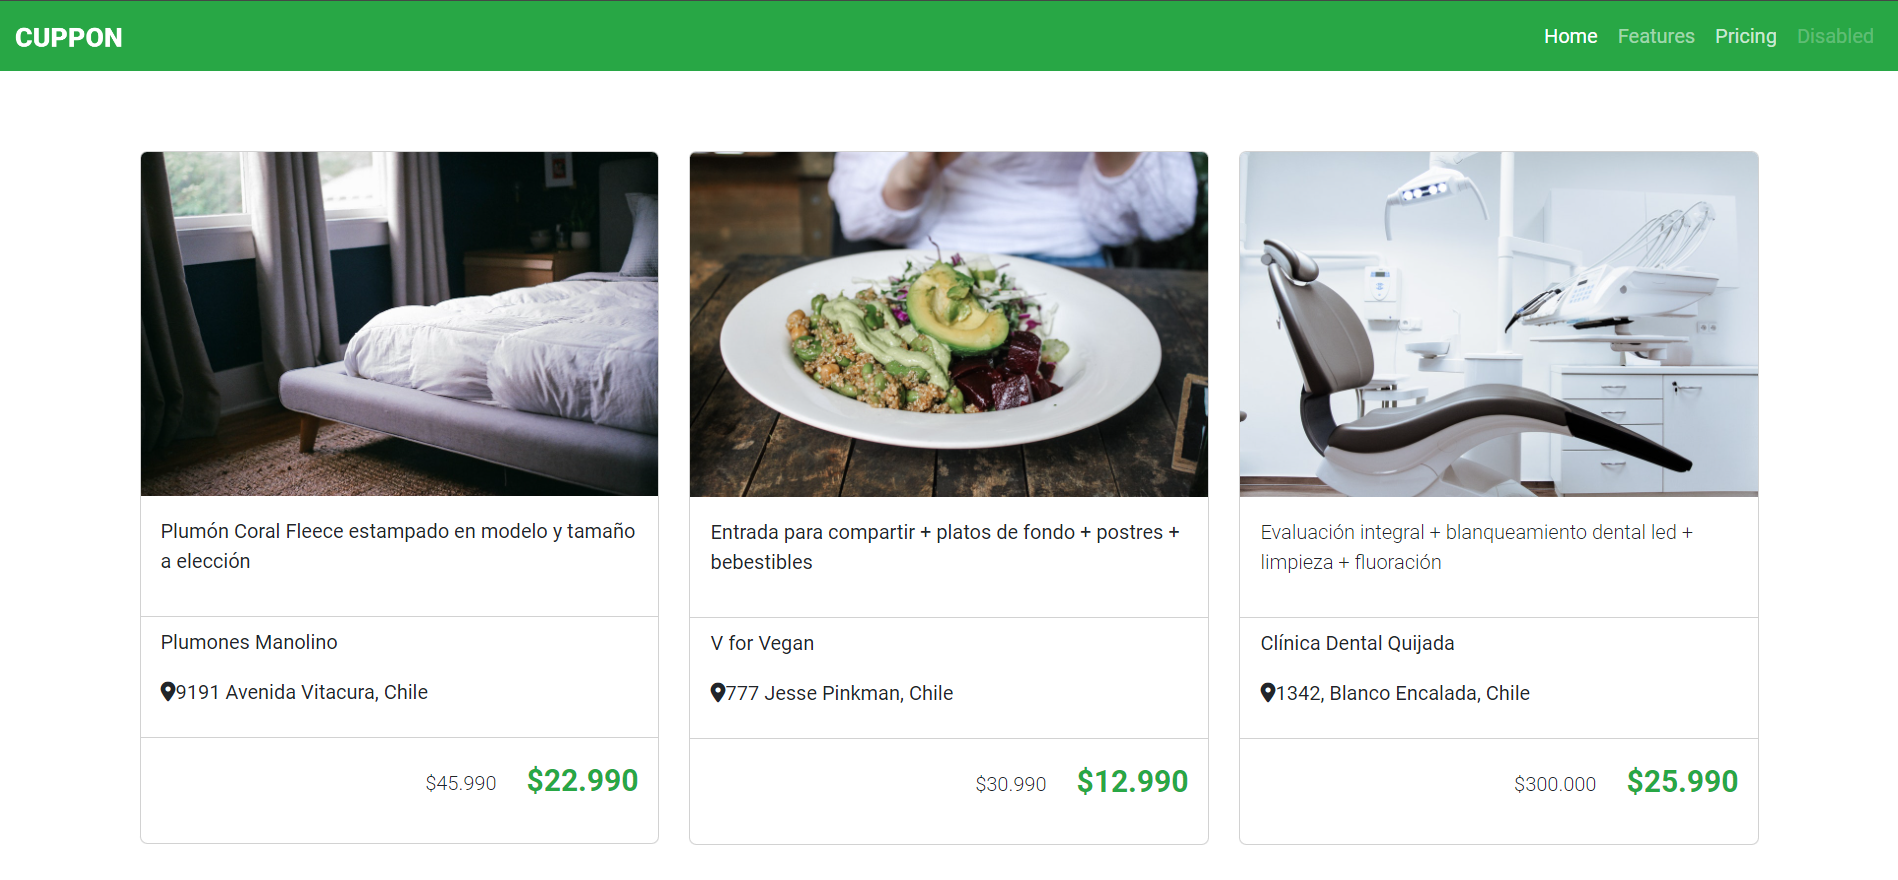 CUPPON
Home Features Pricing Disabled
Plumón Coral Fleece estampado en modelo y tamaño
a elección
Plumones Manolino
9191 Avenida Vitacura, Chile
$45.990 $22.990
Entrada para compartir + platos de fondo + postres +
bebestibles
V for Vegan
777 Jesse Pinkman, Chile
$30.990 $12.990
Evaluación integral + blanqueamiento dental led +
limpieza + fluoración
Clínica Dental Quijada
1342, Blanco Encalada, Chile
$300.000 $25.990